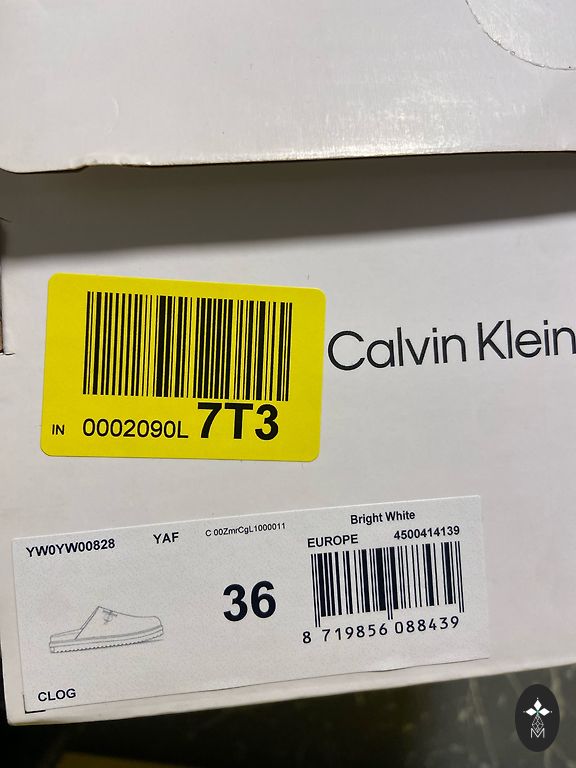 Calvin Klein
IN 0002090L 7T3
YW0YW00828 YAF C 00ZmrCgL1000011
Bright White
EUROPE 4500414139
36
8 719856 088439
CLOG
M